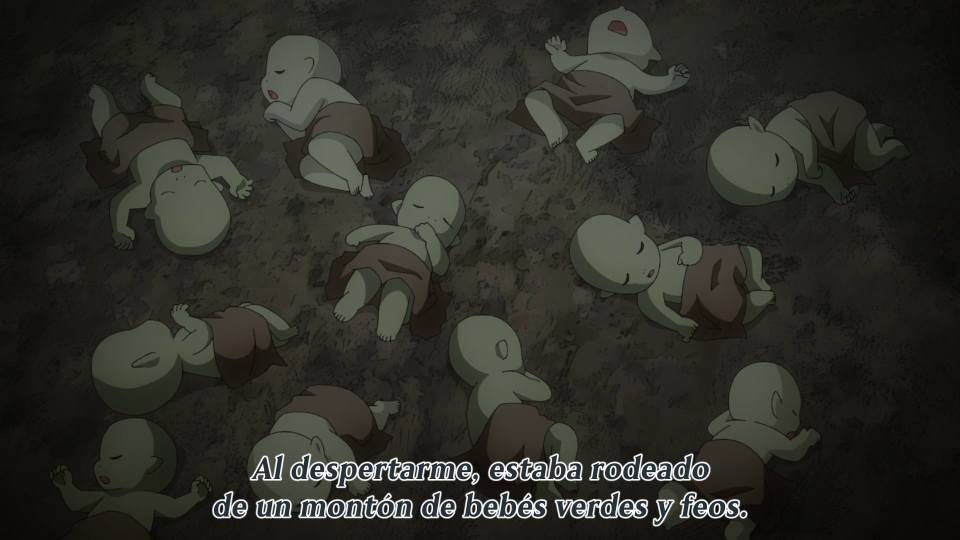 Al despertarme, estaba rodeado
de un montón de bebés verdes y feos.